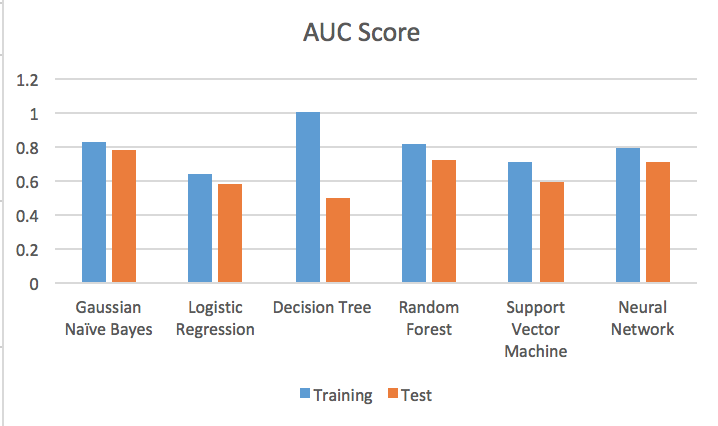 AUC Score
1.2
1
0.8
0.6
0.4
0.2
0
Gaussian
Naïve Bayes
Logistic
Regression
Decision Tree
Random
Forest
Support
Vector
Machine
Neural
Network
Training
Test